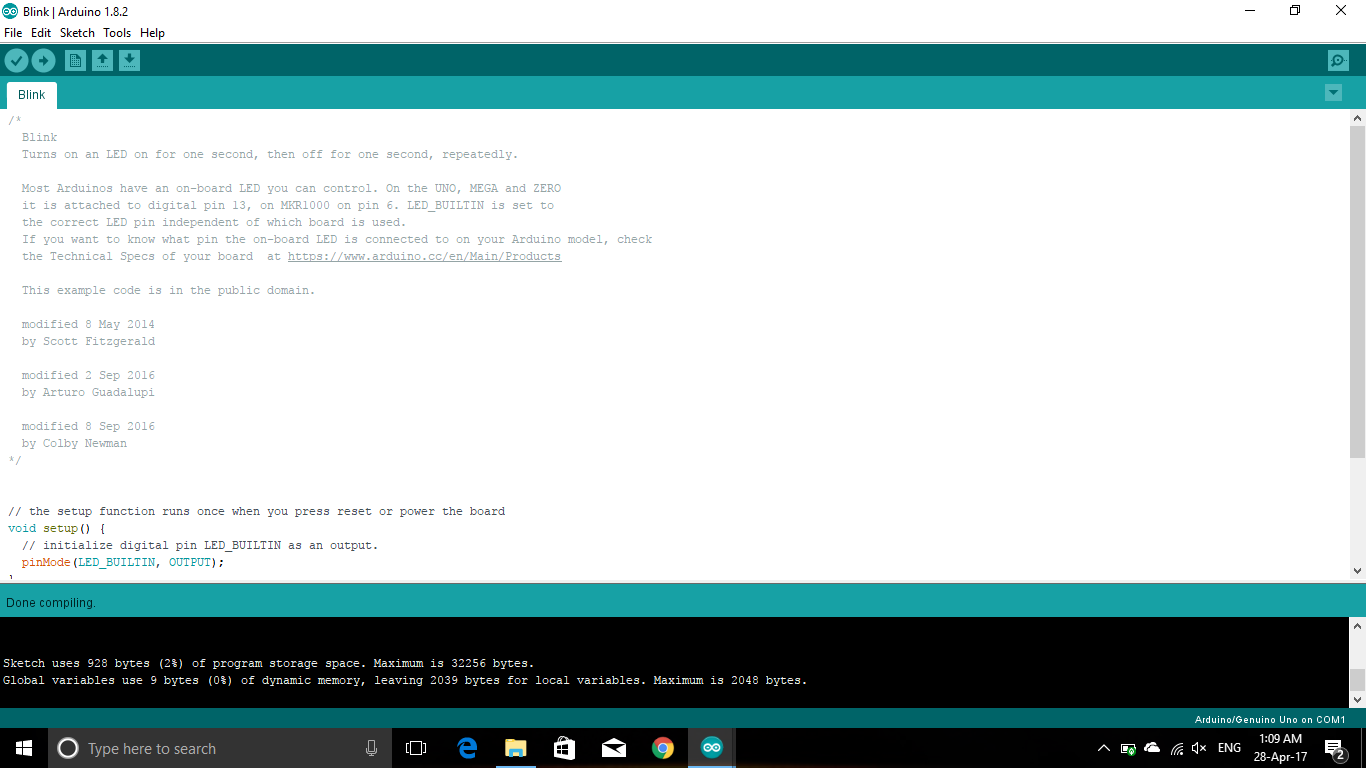 Blink | Arduino 1.8.2
File Edit Sketch Tools Help
Blink
/*
Blink
Turns on an LED on for one second, then off for one second, repeatedly.
Most Arduinos have an on-board LED you can control. On the UNO, MEGA and ZERO
it is attached to digital pin 13, on MKR1000 on pin 6. LED_BUILTIN is set to
the correct LED pin independent of which board is used.
If you want to know what pin the on-board LED is connected to on your Arduino model, check
the Technical Specs of your board  at https://www.arduino.cc/en/Main/Products
This example code is in the public domain.
modified 8 May 2014
by Scott Fitzgerald
modified 2 Sep 2016
by Arturo Guadalupi
modified 8 Sep 2016
by Colby Newman
*/
// the setup function runs once when you press reset or power the board
void setup() {
// initialize digital pin LED_BUILTIN as an output.
pinMode(LED_BUILTIN, OUTPUT);
}
Done compiling.
Sketch uses 928 bytes (2%) of program storage space. Maximum is 32256 bytes.
Global variables use 9 bytes (0%) of dynamic memory, leaving 2039 bytes for local variables. Maximum is 2048 bytes.
Arduino/Genuino Uno on COM1
Type here to search
ENG
1:09 AM
28-Apr-17
2